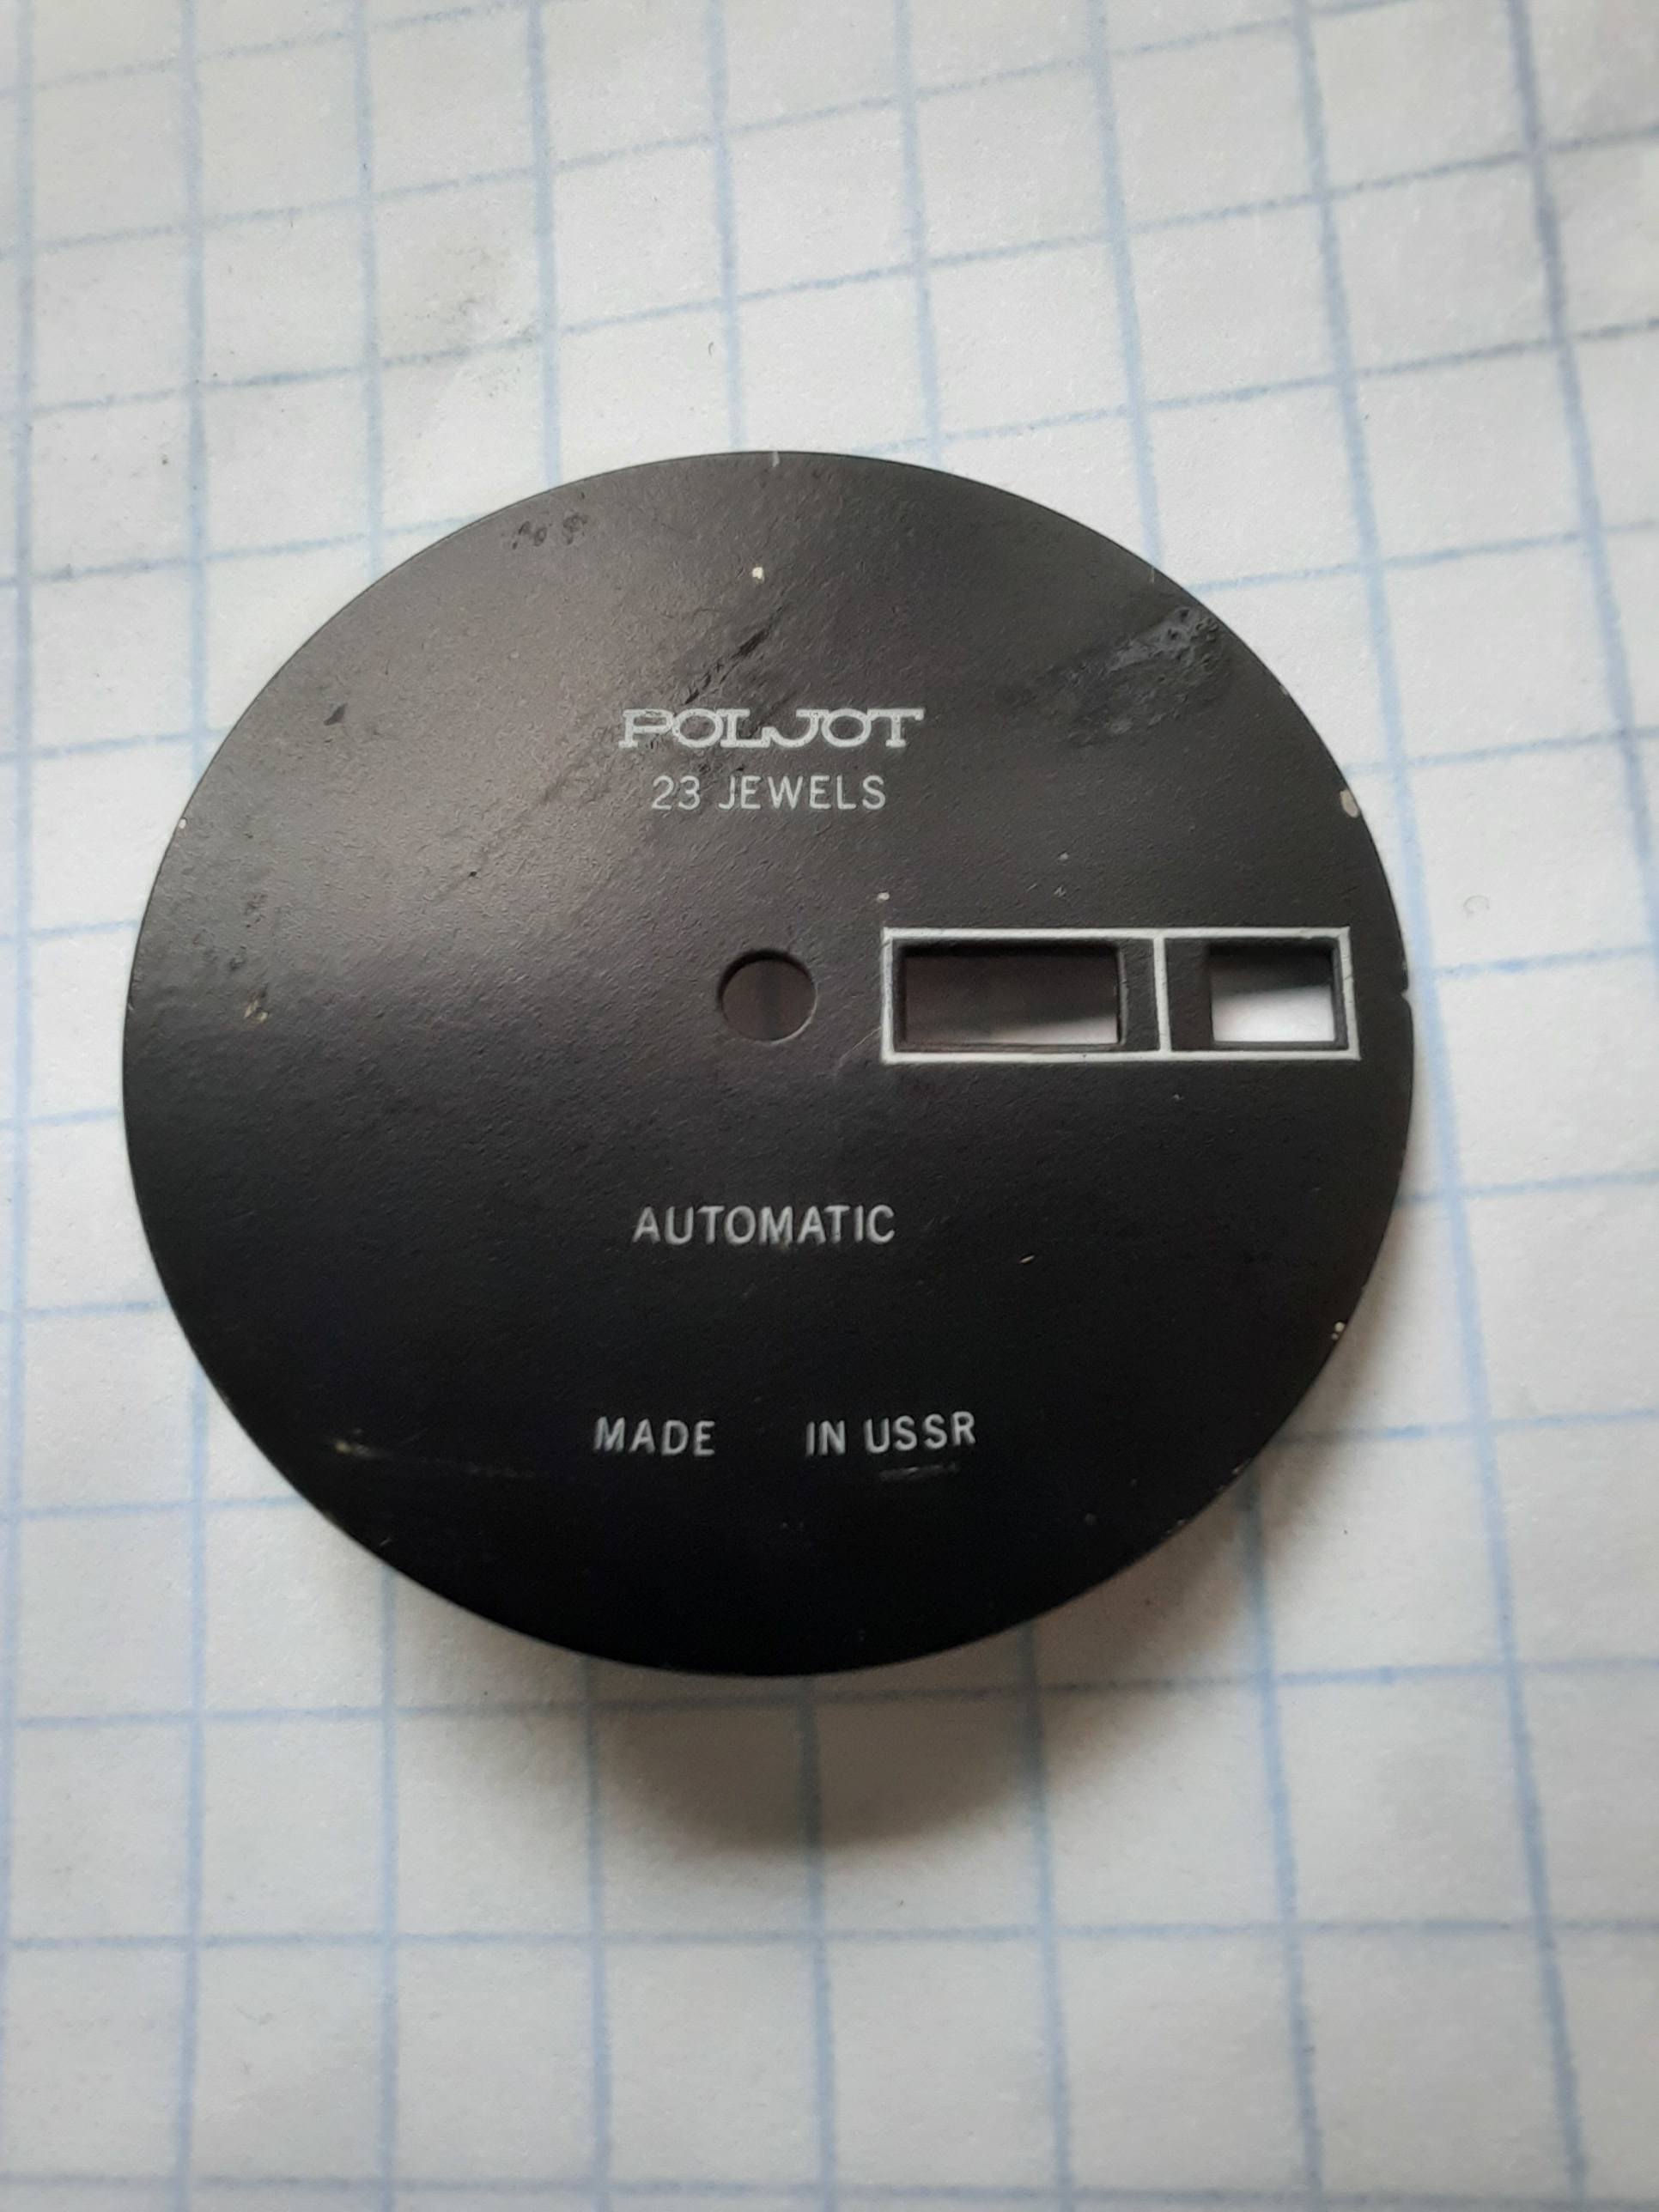 POLJOT
23 JEWELS
AUTOMATIC
MADE IN USSR